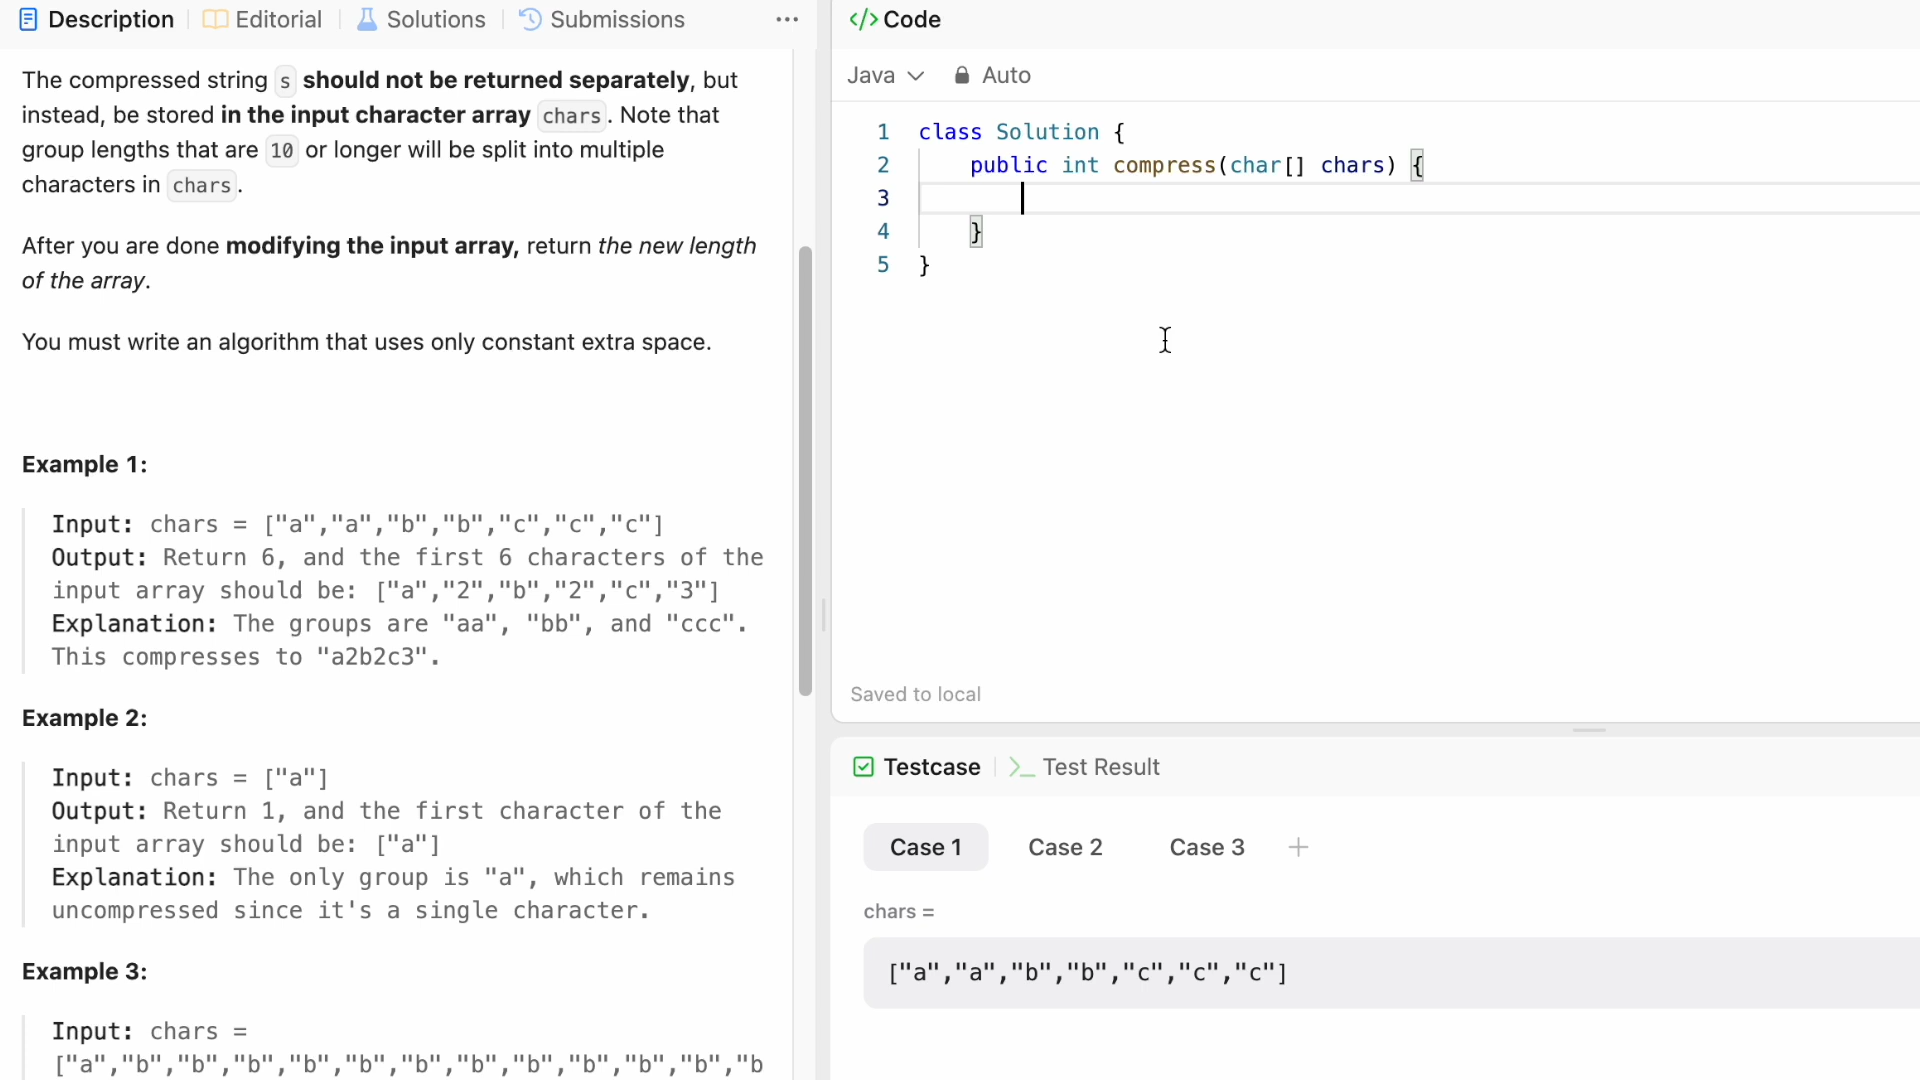 Description
Editorial
Solutions
Submissions
The compressed string s should not be returned separately, but
instead, be stored in the input character array chars. Note that
group lengths that are 10 or longer will be split into multiple
characters in chars.
After you are done modifying the input array, return the new length
of the array.
You must write an algorithm that uses only constant extra space.
Example 1:
Input: chars = ["a","a","b","b","c","c","c"]
Output: Return 6, and the first 6 characters of the
input array should be: ["a","2","b","2","c","3"]
Explanation: The groups are "aa", "bb", and "ccc".
This compresses to "a2b2c3".
Example 2:
Input: chars = ["a"]
Output: Return 1, and the first character of the
input array should be: ["a"]
Explanation: The only group is "a", which remains
uncompressed since it's a single character.
Example 3:
Input: chars =
["a","b","b","b","b","b","b","b","b","b","b","b","b
</> Code
Java
Auto
1 class Solution {
2 public int compress(char[] chars) {
3
4 }
5 }
Saved to local
Testcase
Test Result
Case 1
Case 2
Case 3
+
chars =
["a","a","b","b","c","c","c"]